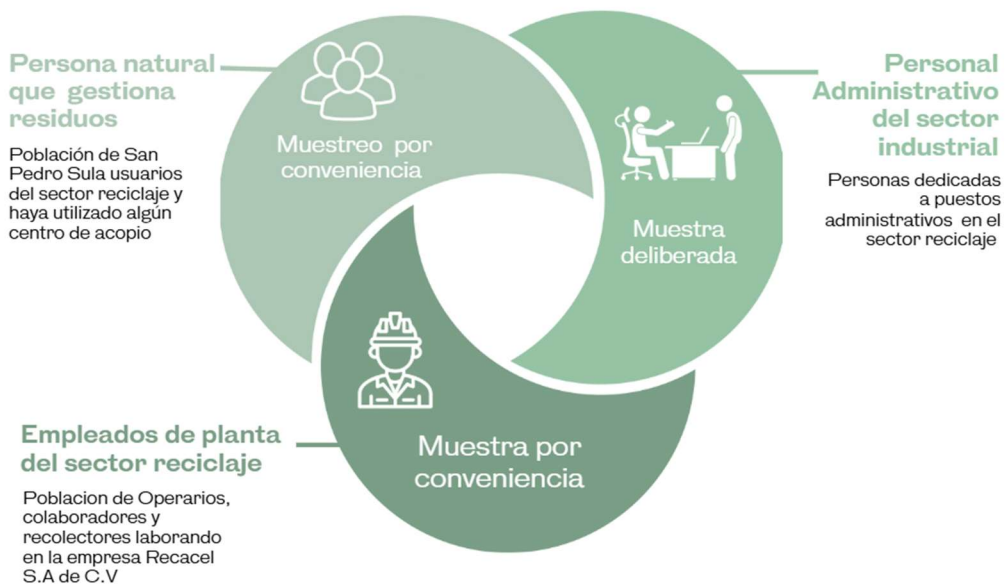 Persona natural
que gestiona
residuos
Población de San
Pedro Sula usuarios
del sector reciclaje y
haya utilizado algún
centro de acopio
Muestreo por
conveniencia
Personal
Administrativo
del sector
industrial
Personas dedicadas
a puestos
administrativos en el
sector reciclaje
Muestra
deliberada
Empleados de planta
del sector reciclaje
Poblacion de Operarios,
colaboradores y
recolectores laborando
en la empresa Recacel
S.A de C.V
Muestra por
conveniencia